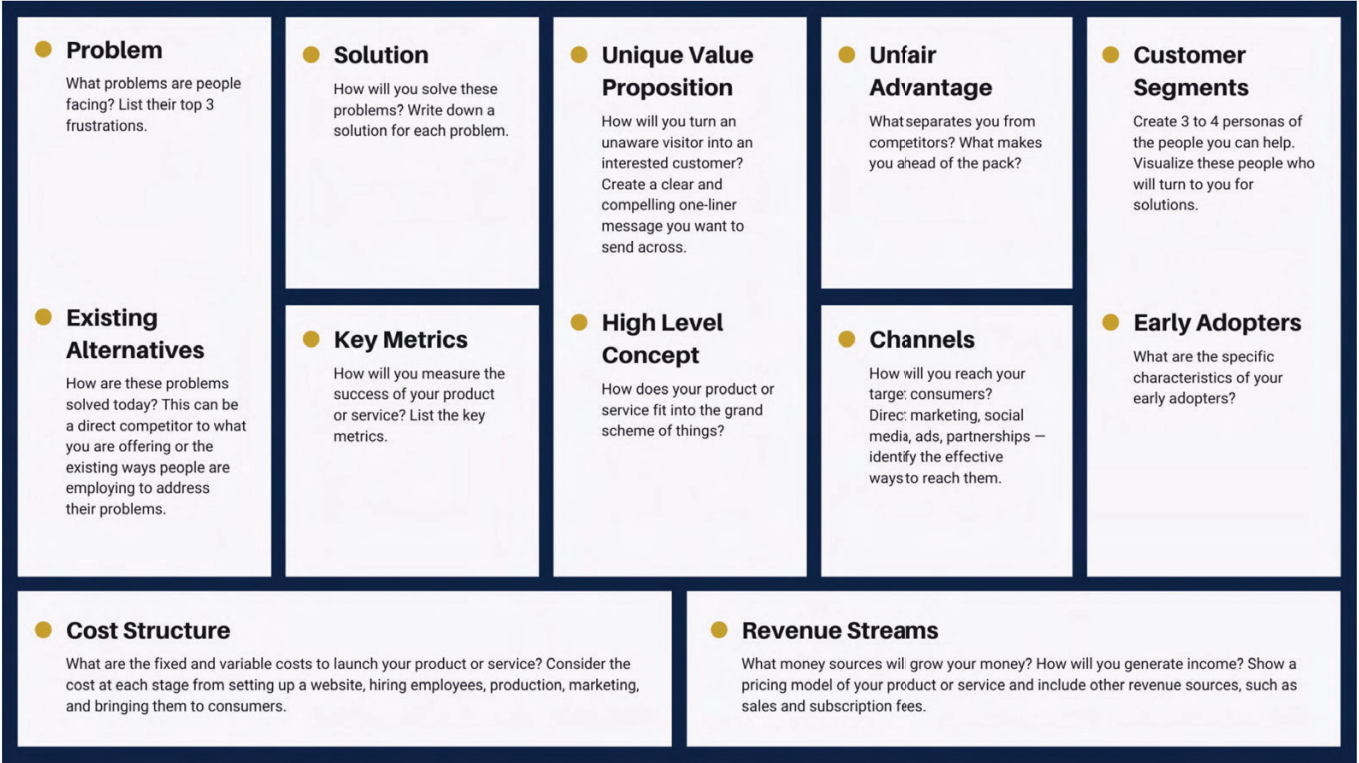 Problem
What problems are people
facing? List their top 3
frustrations.
Existing
Alternatives
How are these problems
solved today? This can be
a direct competitor to what
you are offering or the
existing ways people are
employing to address
their problems.
Solution
How will you solve these
problems? Write down a
solution for each problem.
Key Metrics
How will you measure the
success of your product
or service? List the key
metrics.
Unique Value
Proposition
How will you turn an
unaware visitor into an
interested customer?
Create a clear and
compelling one-liner
message you want to
send across.
High Level
Concept
How does your product or
service fit into the grand
scheme of things?
Unfair
Advantage
What separates you from
competitors? What makes
you ahead of the pack?
Channels
How will you reach your
target consumers?
Direct marketing, social
media, ads, partnerships —
identify the effective
ways to reach them.
Customer
Segments
Create 3 to 4 personas of
the people you can help.
Visualize these people who
will turn to you for
solutions.
Early Adopters
What are the specific
characteristics of your
early adopters?
Cost Structure
What are the fixed and variable costs to launch your product or service? Consider the
cost at each stage from setting up a website, hiring employees, production, marketing,
and bringing them to consumers.
Revenue Streams
What money sources will grow your money? How will you generate income? Show a
pricing model of your product or service and include other revenue sources, such as
sales and subscription fees.